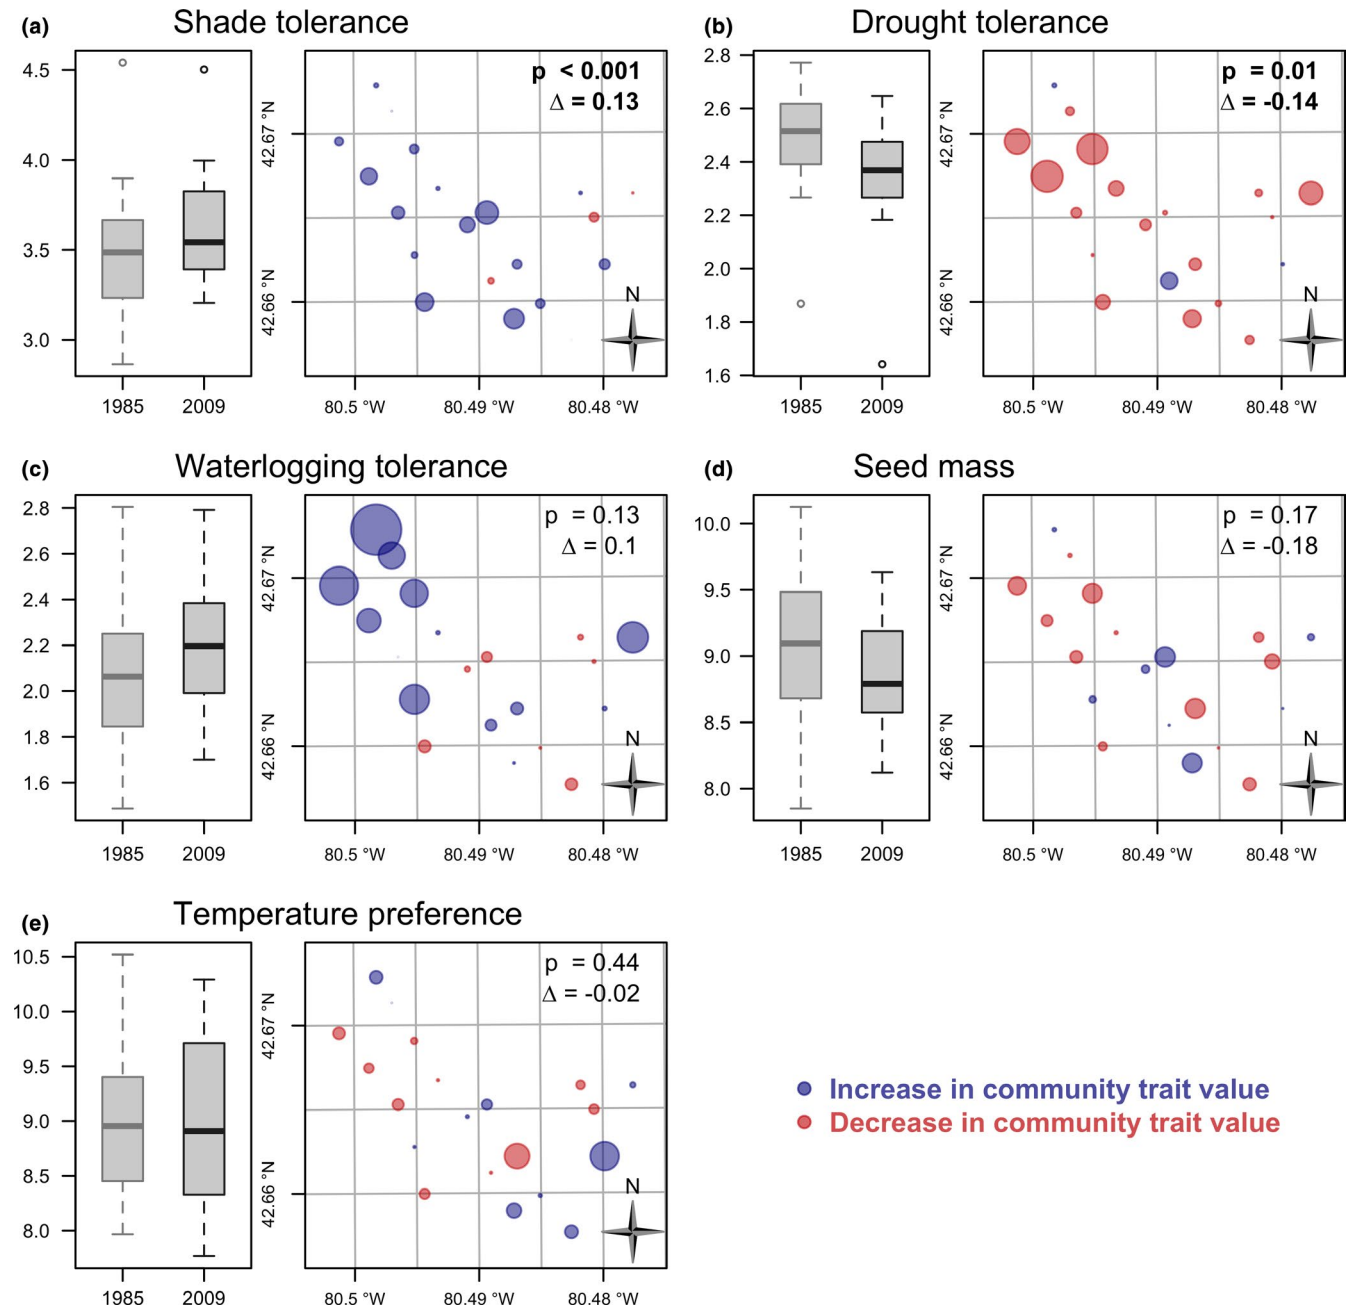 (a) Shade tolerance
4.5
4.0
3.5
3.0
1985 2009
42.67 °N
42.66 °N
p < 0.001
Δ = 0.13
N
80.5 °W 80.49 °W 80.48 °W
(b) Drought tolerance
2.8
2.6
2.4
2.2
2.0
1.8
1.6
1985 2009
42.67 °N
42.66 °N
p = 0.01
Δ = -0.14
N
80.5 °W 80.49 °W 80.48 °W
(c) Waterlogging tolerance
2.8
2.6
2.4
2.2
2.0
1.8
1.6
1985 2009
42.67 °N
42.66 °N
p = 0.13
Δ = 0.1
N
80.5 °W 80.49 °W 80.48 °W
(d) Seed mass
10.0
9.5
9.0
8.5
8.0
1985 2009
42.67 °N
42.66 °N
p = 0.17
Δ = -0.18
N
80.5 °W 80.49 °W 80.48 °W
(e) Temperature preference
10.5
10.0
9.5
9.0
8.5
8.0
1985 2009
42.67 °N
42.66 °N
p = 0.44
Δ = -0.02
N
80.5 °W 80.49 °W 80.48 °W
Increase in community trait value
Decrease in community trait value